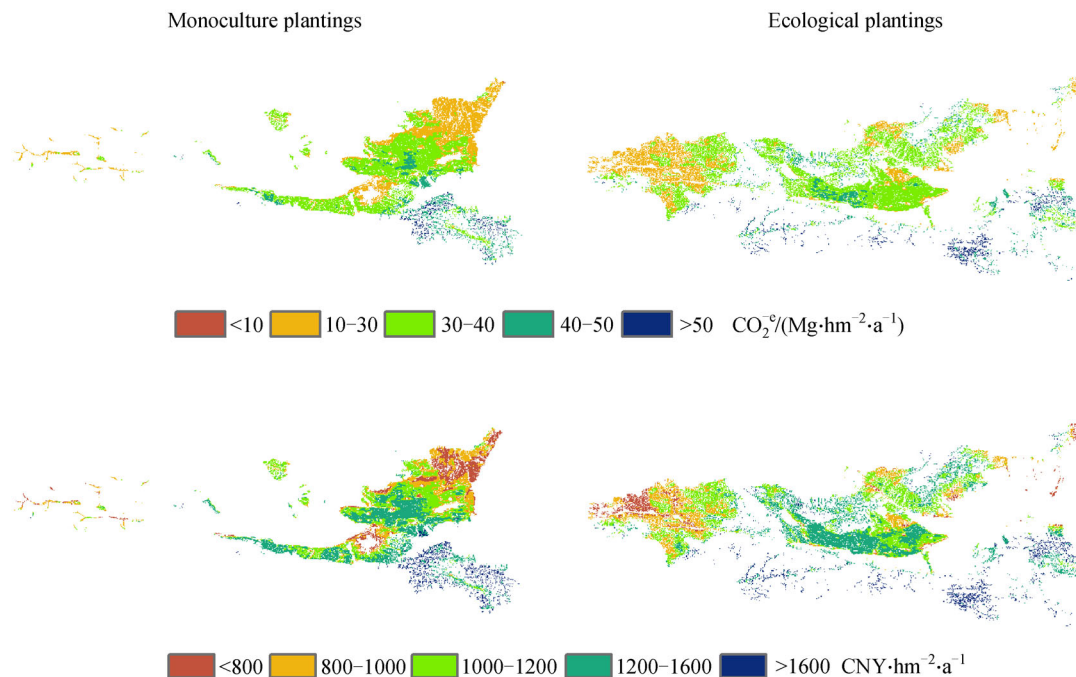 Monoculture plantings Ecological plantings
<10 10−30 30−40 40−50 >50 CO₂⁻ᵉ/(Mg·hm⁻²·a⁻¹)
<800 800−1000 1000−1200 1200−1600 >1600 CNY·hm⁻²·a⁻¹